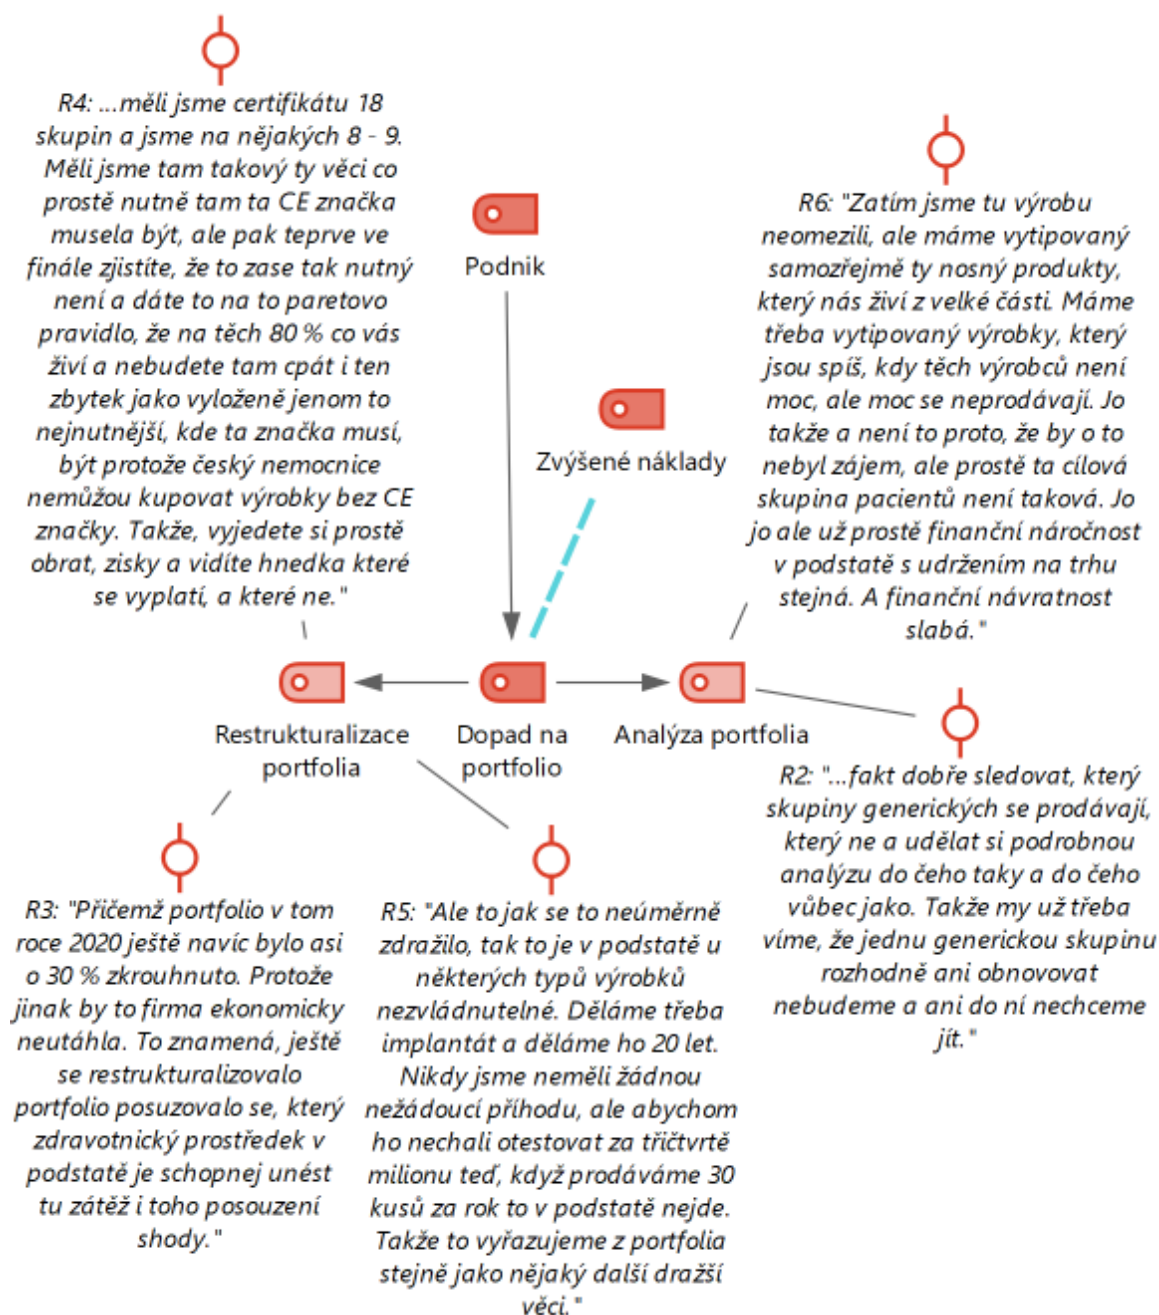 R4: ...měli jsme certifikátu 18
skupin a jsme na nějakých 8 - 9.
Měli jsme tam takový ty věci co
prostě nutně tam ta CE značka
musela být, ale pak teprve ve
finále zjistíte, že to zase tak nutný
není a dáte to na to paretovo
pravidlo, že na těch 80 % co vás
živí a nebudete tam cpát i ten
zbytek jako vyloženě jenom to
nejnutnější, kde ta značka musí,
být protože český nemocnice
nemůžou kupovat výrobky bez CE
značky. Takže, vyjedete si prostě
obrat, zisky a vidíte hnedka které
se vyplatí, a které ne."
Podnik
Zvýšené náklady
R6: "Zatím jsme tu výrobu
neomezili, ale máme vytipovaný
samozřejmě ty nosný produkty,
který nás živí z velké části. Máme
třeba vytipovaný výrobky, který
jsou spíš, kdy těch výrobců není
moc, ale moc se neprodávají. Jo
takže a není to proto, že by o to
nebyl zájem, ale prostě ta cílová
skupina pacientů není taková. Jo
jo ale už prostě finanční náročnost
v podstatě s udržením na trhu
stejná. A finanční návratnost
slabá."
Restrukturalizace
portfolia
Dopad na
portfolio
Analýza portfolia
R3: "Přičemž portfolio v tom
roce 2020 ještě navíc bylo asi
o 30 % zkrouhnuto. Protože
jinak by to firma ekonomicky
neutáhla. To znamená, ještě
se restrukturalizovalo
portfolio posuzovalo se, který
zdravotnický prostředek v
podstatě je schopnej unést
tu zátěž i toho posouzení
shody."
R5: "Ale to jak se to neúměrně
zdražilo, tak to je v podstatě u
některých typů výrobků
nezvládnutelné. Děláme třeba
implantát a děláme ho 20 let.
Nikdy jsme neměli žádnou
nežádoucí příhodu, ale abychom
ho nechali otestovat za třičtvrtě
milionu teď, když prodáváme 30
kusů za rok to v podstatě nejde.
Takže to vyřazujeme z portfolia
stejně jako nějaký další dražší
věci."
R2: "...fakt dobře sledovat, který
skupiny generických se prodávají,
který ne a udělat si podrobnou
analýzu do čeho taky a do čeho
vůbec jako. Takže my už třeba
víme, že jednu generickou skupinu
rozhodně ani obnovovat
nebudeme a ani do ní nechceme
jít."